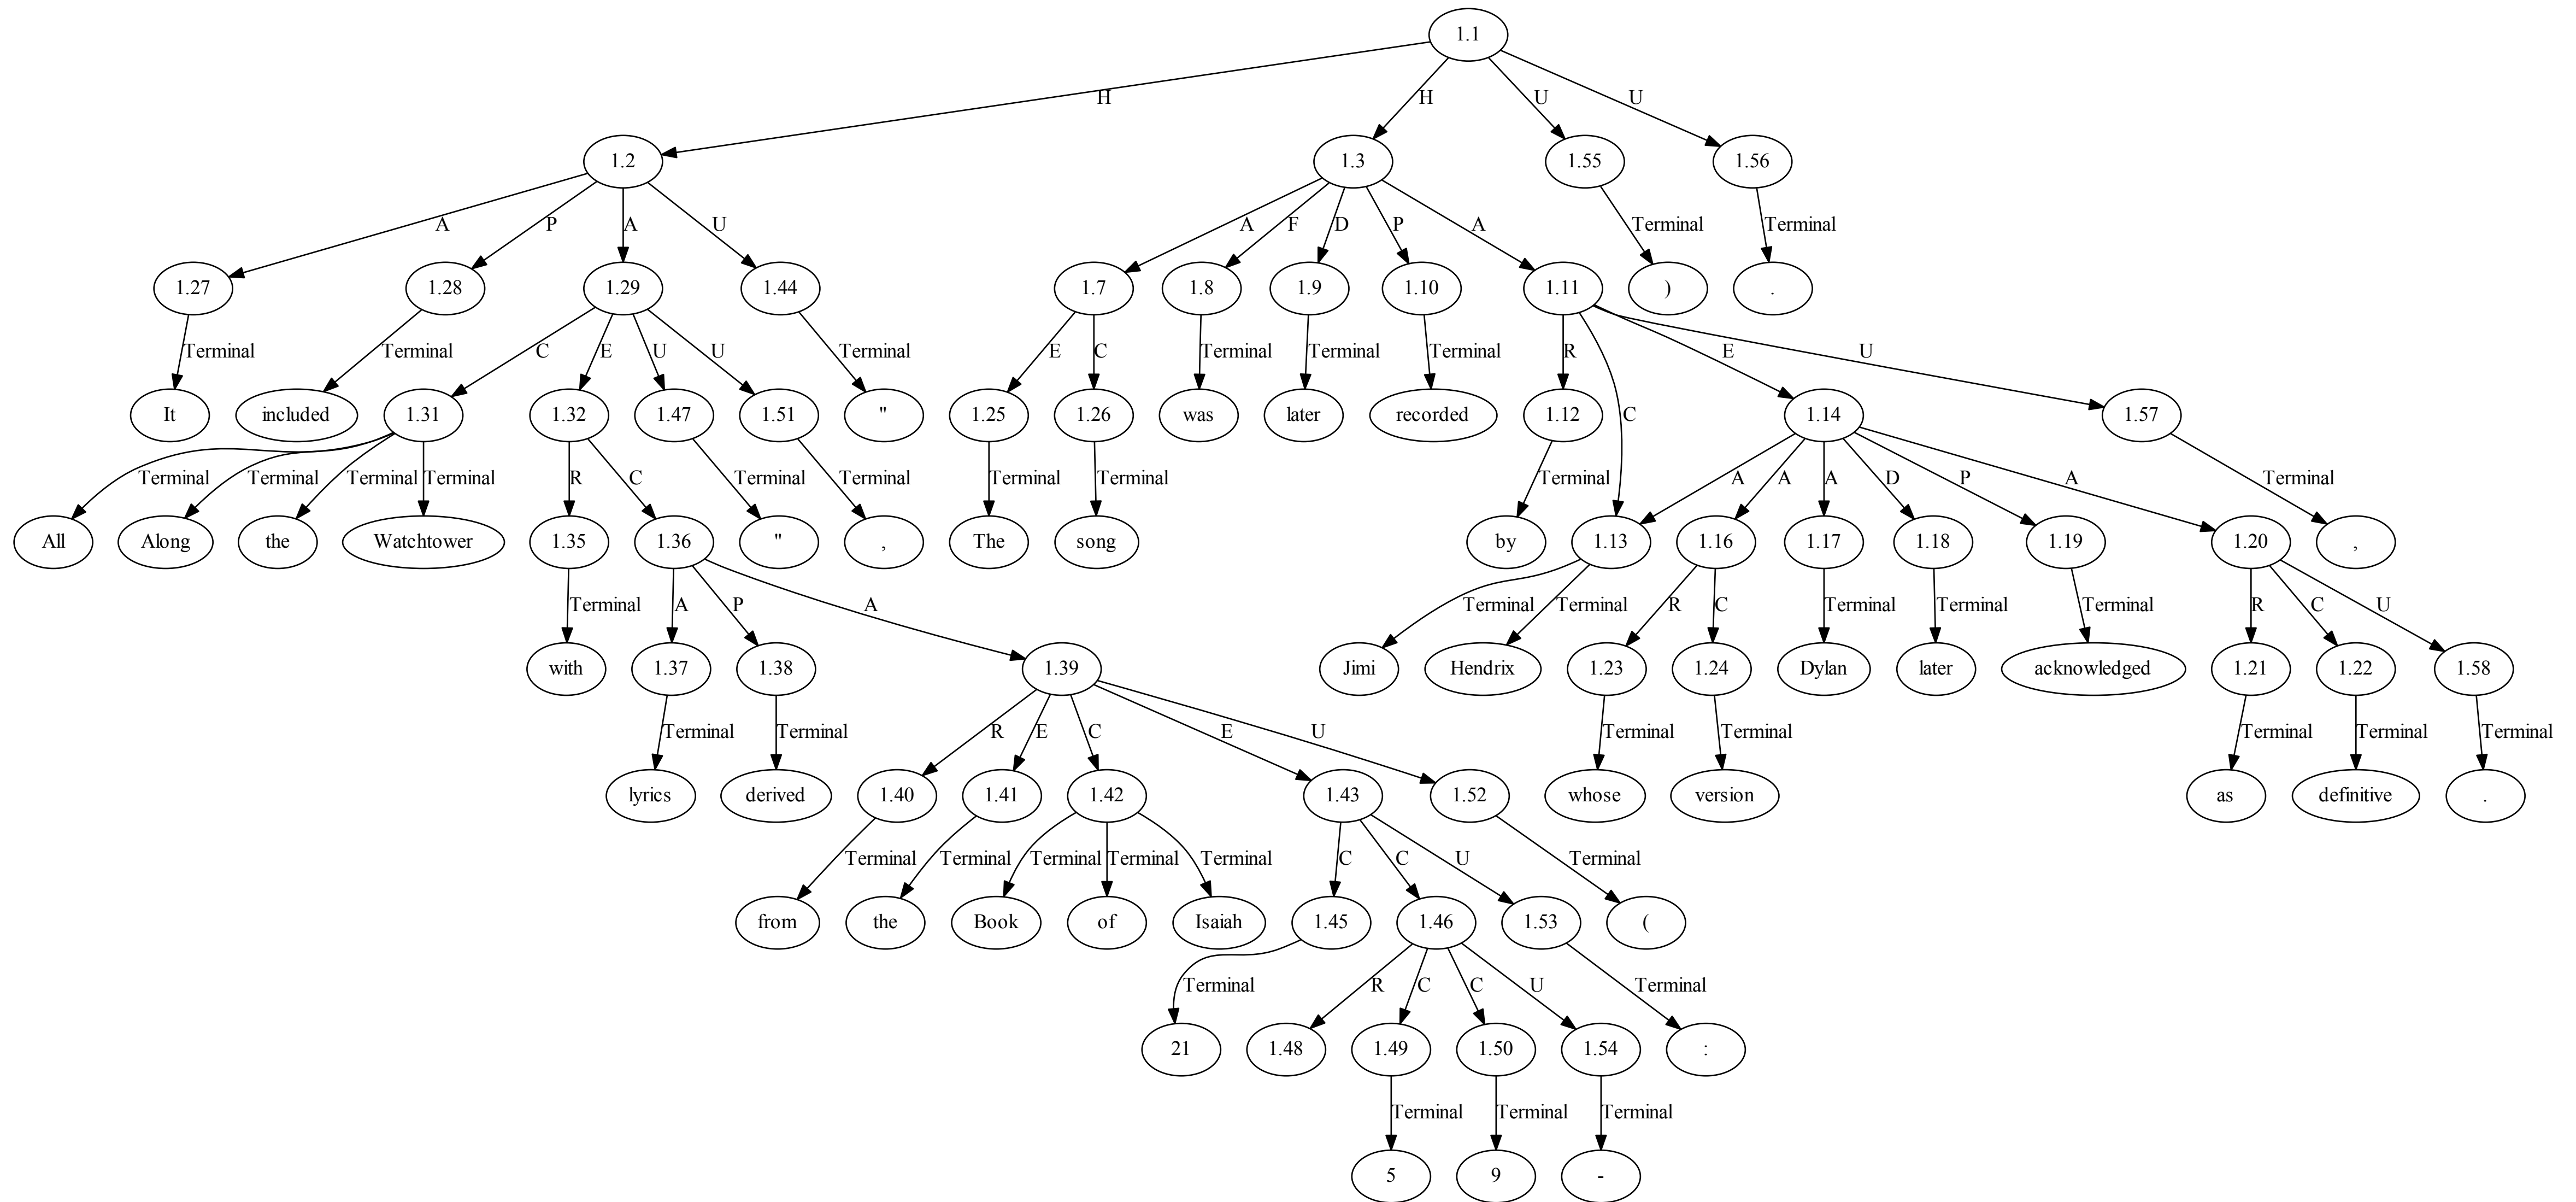 1.1
H H U U
1.2 1.3 1.55 1.56
A P A U A F D P A Terminal Terminal
1.27 1.28 1.29 1.44 1.7 1.8 1.9 1.10 1.11 ) .
Terminal Terminal C E U U Terminal E C Terminal Terminal Terminal R C E U
It included 1.31 1.32 1.47 1.51 " 1.25 1.26 was later recorded 1.12 1.14 1.57
Terminal Terminal Terminal Terminal R C Terminal Terminal Terminal Terminal Terminal A A A D P A Terminal
All Along the Watchtower 1.35 1.36 " , The song by 1.13 1.16 1.17 1.18 1.19 1.20 ,
Terminal A P A Terminal Terminal R C Terminal Terminal Terminal R C U
with 1.37 1.38 1.39 Jimi Hendrix 1.23 1.24 Dylan later acknowledged 1.21 1.22 1.58
Terminal Terminal R E C E U Terminal Terminal Terminal Terminal Terminal
lyrics derived 1.40 1.41 1.42 1.43 1.52 whose version as definitive .
Terminal Terminal Terminal Terminal Terminal C C U Terminal
from the Book of Isaiah 1.45 1.46 1.53 (
Terminal R C C U Terminal
21 1.48 1.49 1.50 1.54 :
Terminal Terminal Terminal
5 9 -